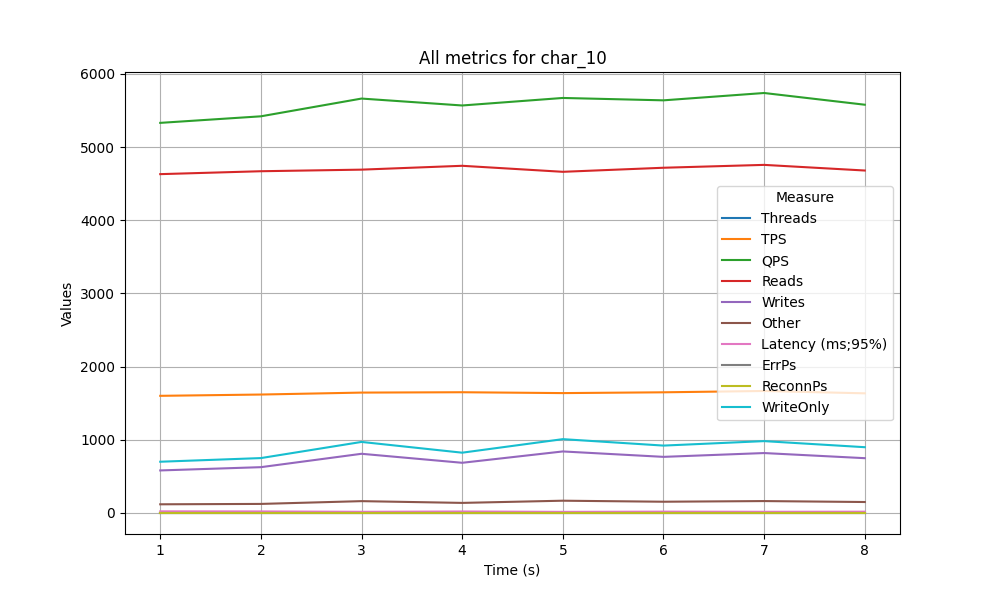 All metrics for char_10
6000
5000
4000
3000
2000
1000
0
Values
Measure
Threads
TPS
QPS
Reads
Writes
Other
Latency (ms;95%)
ErrPs
ReconnPs
WriteOnly
1 2 3 4 5 6 7 8
Time (s)